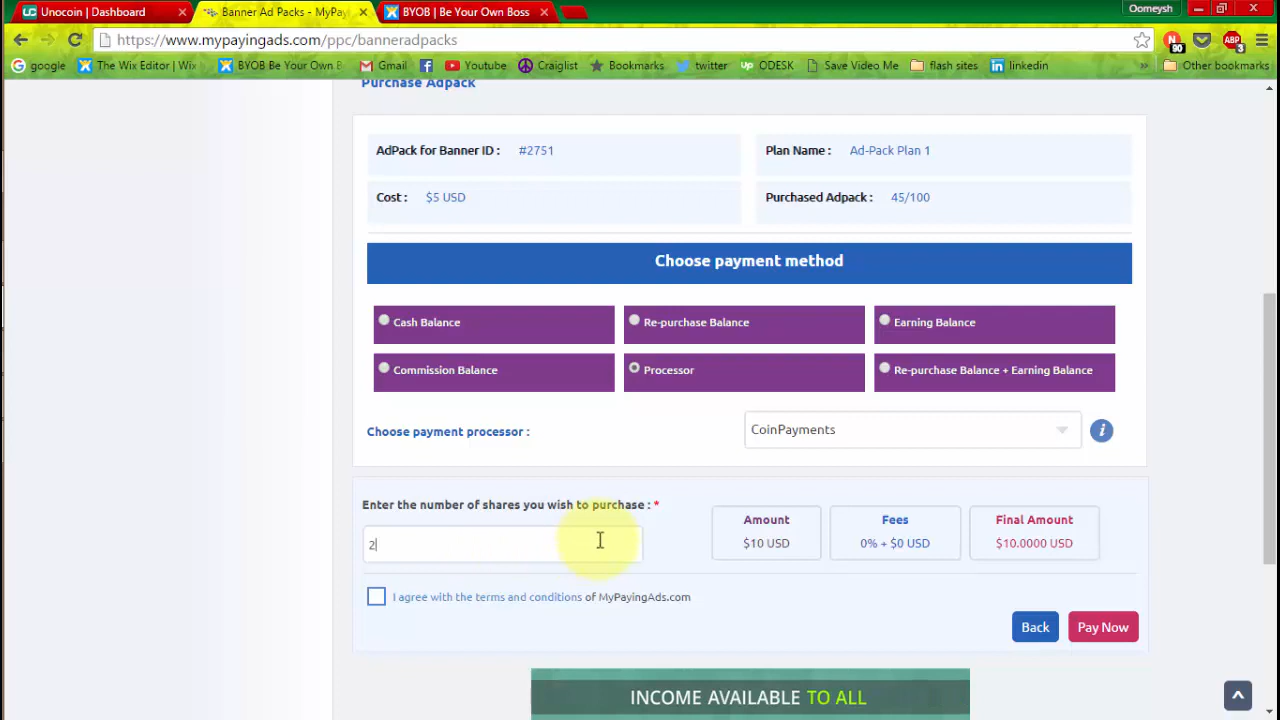 Unocoin | Dashboard
Banner Ad Packs - MyPay
BYOB | Be Your Own Boss
Oomeysh
https://www.mypayingads.com/ppc/banneradpacks
90
ABP
3
google
The Wix Editor | Wix
BYOB Be Your Own B
Gmail
Youtube
Craiglist
Bookmarks
twitter
ODESK
Save Video Me
flash sites
linkedin
»
Other bookmarks
Purchase Adpack
AdPack for Banner ID : #2751
Plan Name : Ad-Pack Plan 1
Cost : $5 USD
Purchased Adpack : 45/100
Choose payment method
Cash Balance
Re-purchase Balance
Earning Balance
Commission Balance
Processor
Re-purchase Balance + Earning Balance
Choose payment processor :
CoinPayments
i
Enter the number of shares you wish to purchase : *
2
Amount
$10 USD
Fees
0% + $0 USD
Final Amount
$10.0000 USD
I agree with the terms and conditions of MyPayingAds.com
Back
Pay Now
INCOME AVAILABLE TO ALL